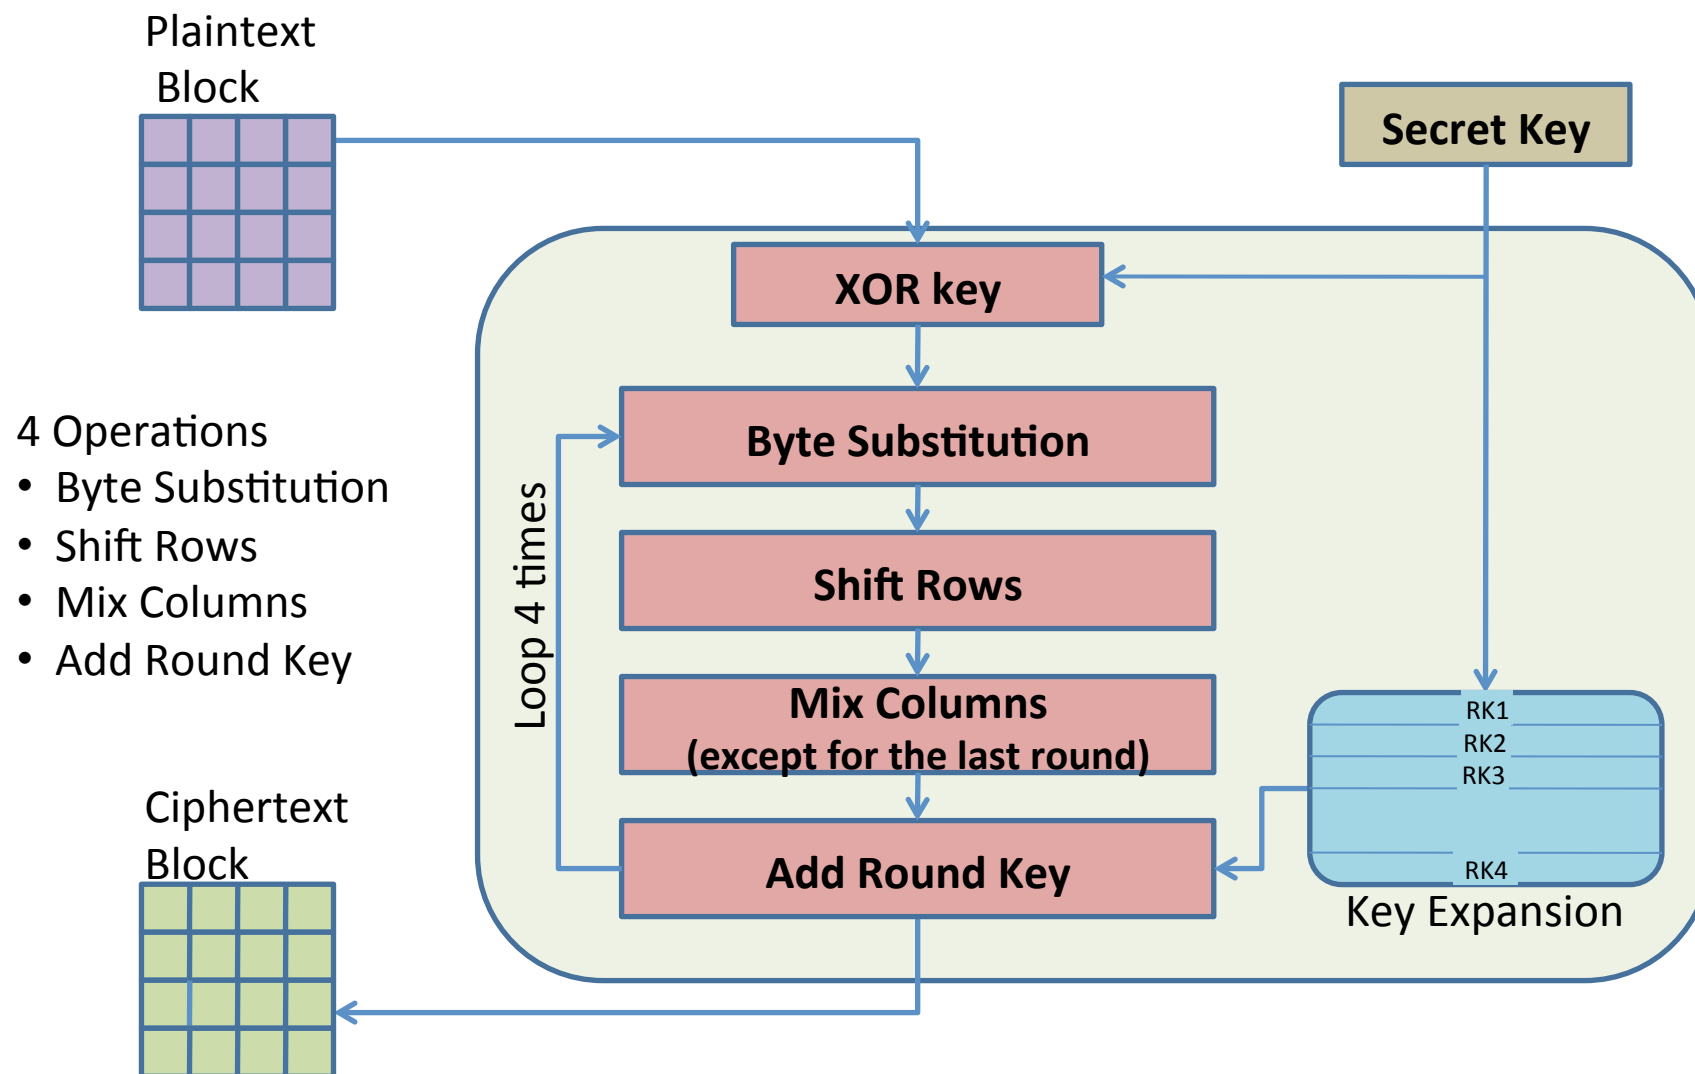 Plaintext
Block
Secret Key
XOR key
4 Operations
• Byte Substitution
• Shift Rows
• Mix Columns
• Add Round Key
Loop 4 times
Byte Substitution
Shift Rows
Mix Columns
(except for the last round)
Add Round Key
RK1
RK2
RK3
RK4
Key Expansion
Ciphertext
Block